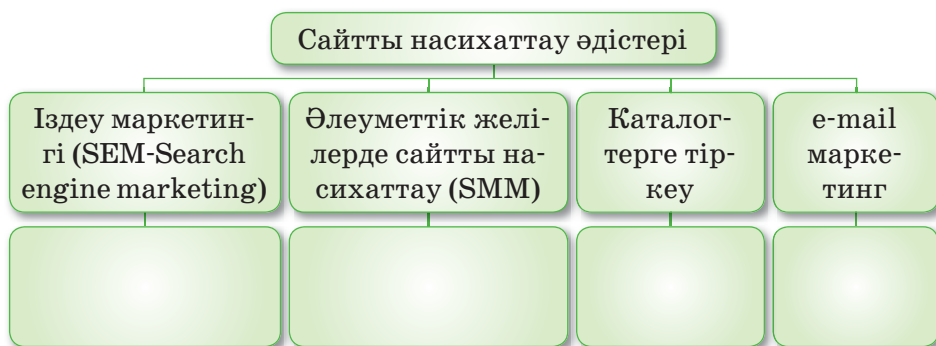 Сайтты насихаттау әдістері
Іздеу маркетин-
гі (SEM-Search
engine marketing)
Әлеуметтік желі-
лерде сайтты на-
сихаттау (SMM)
Каталог-
терге тір-
кеу
e-mail
марке-
тинг